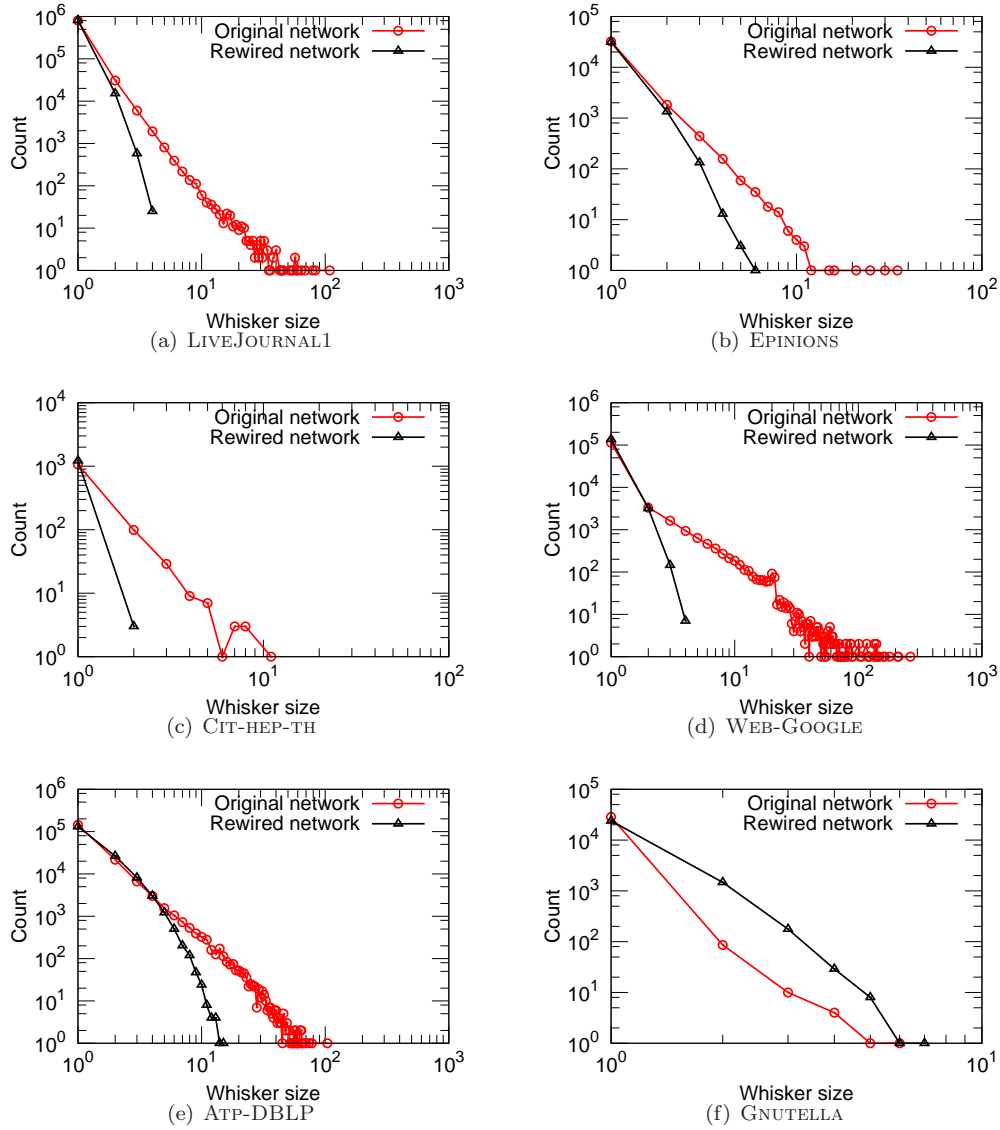 Original network
Rewired network
Count
10^0
10^1
10^2
10^3
10^4
10^5
10^6
10^0
10^1
10^2
10^3
Whisker size
(a) LIVEJOURNAL1
Original network
Rewired network
Count
10^0
10^1
10^2
10^3
10^4
10^5
10^0
10^1
10^2
Whisker size
(b) EPINIONS
Original network
Rewired network
Count
10^0
10^1
10^2
10^3
10^4
10^0
10^1
10^2
Whisker size
(c) CIT-HEP-TH
Original network
Rewired network
Count
10^0
10^1
10^2
10^3
10^4
10^5
10^6
10^0
10^1
10^2
10^3
Whisker size
(d) WEB-GOOGLE
Original network
Rewired network
Count
10^0
10^1
10^2
10^3
10^4
10^5
10^6
10^0
10^1
10^2
10^3
Whisker size
(e) ATP-DBLP
Original network
Rewired network
Count
10^0
10^1
10^2
10^3
10^4
10^5
10^0
10^1
Whisker size
(f) GNUTELLA